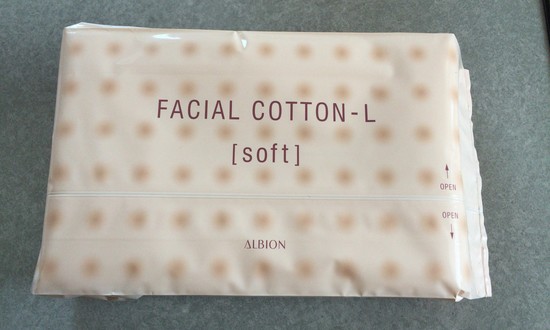 FACIAL COTTON-L
[soft]
OPEN
OPEN
ALBION